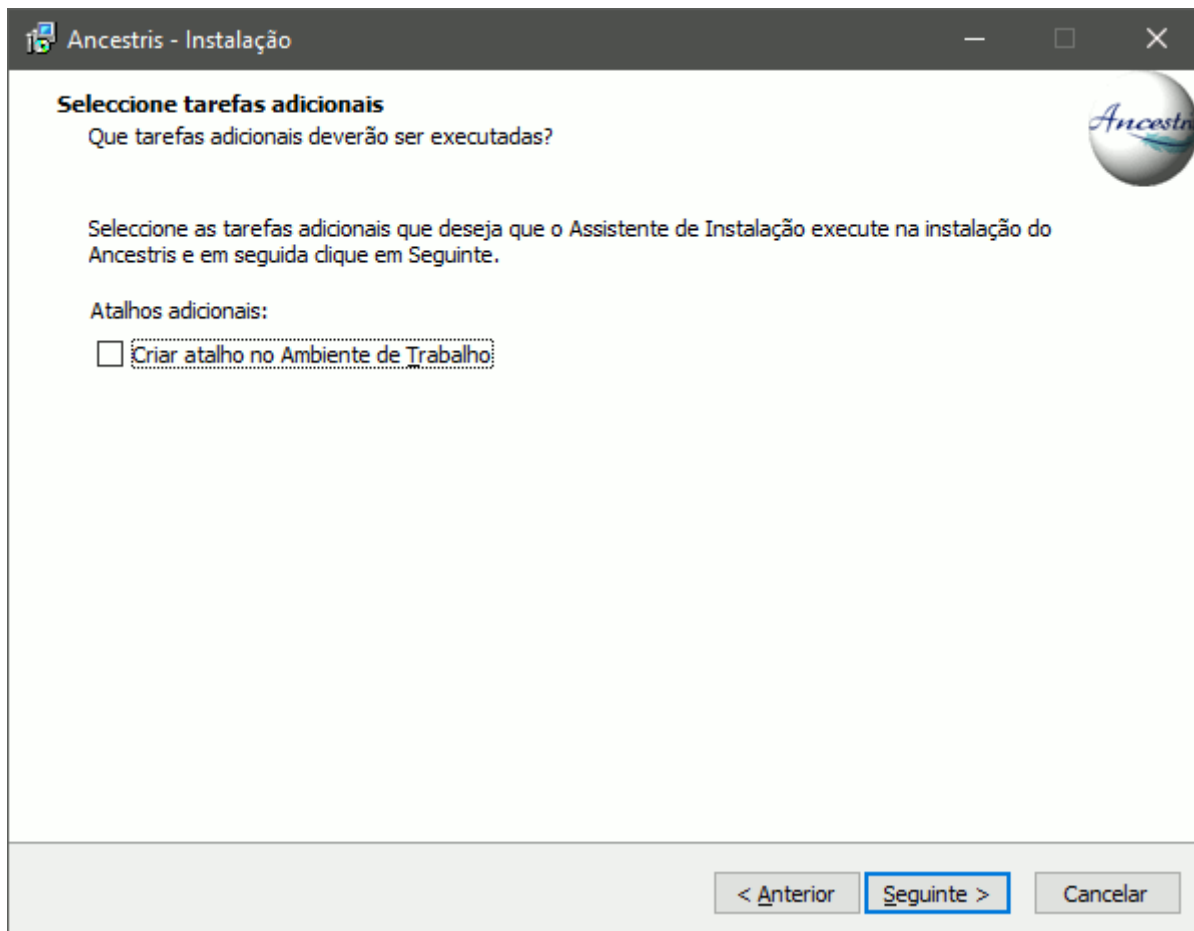 Ancestris - Instalação
Seleccione tarefas adicionais
Que tarefas adicionais deverão ser executadas?
Ancestr
Seleccione as tarefas adicionais que deseja que o Assistente de Instalação execute na instalação do
Ancestris e em seguida clique em Seguinte.
Atalhos adicionais:
Criar atalho no Ambiente de Trabalho
< Anterior
Seguinte >
Cancelar